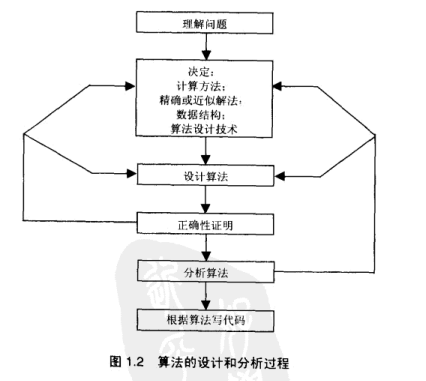 理解问题
决定：
计算方法；
精确或近似解法；
数据结构；
算法设计技术
设计算法
正确性证明
分析算法
根据算法写代码
图 1.2 算法的设计和分析过程